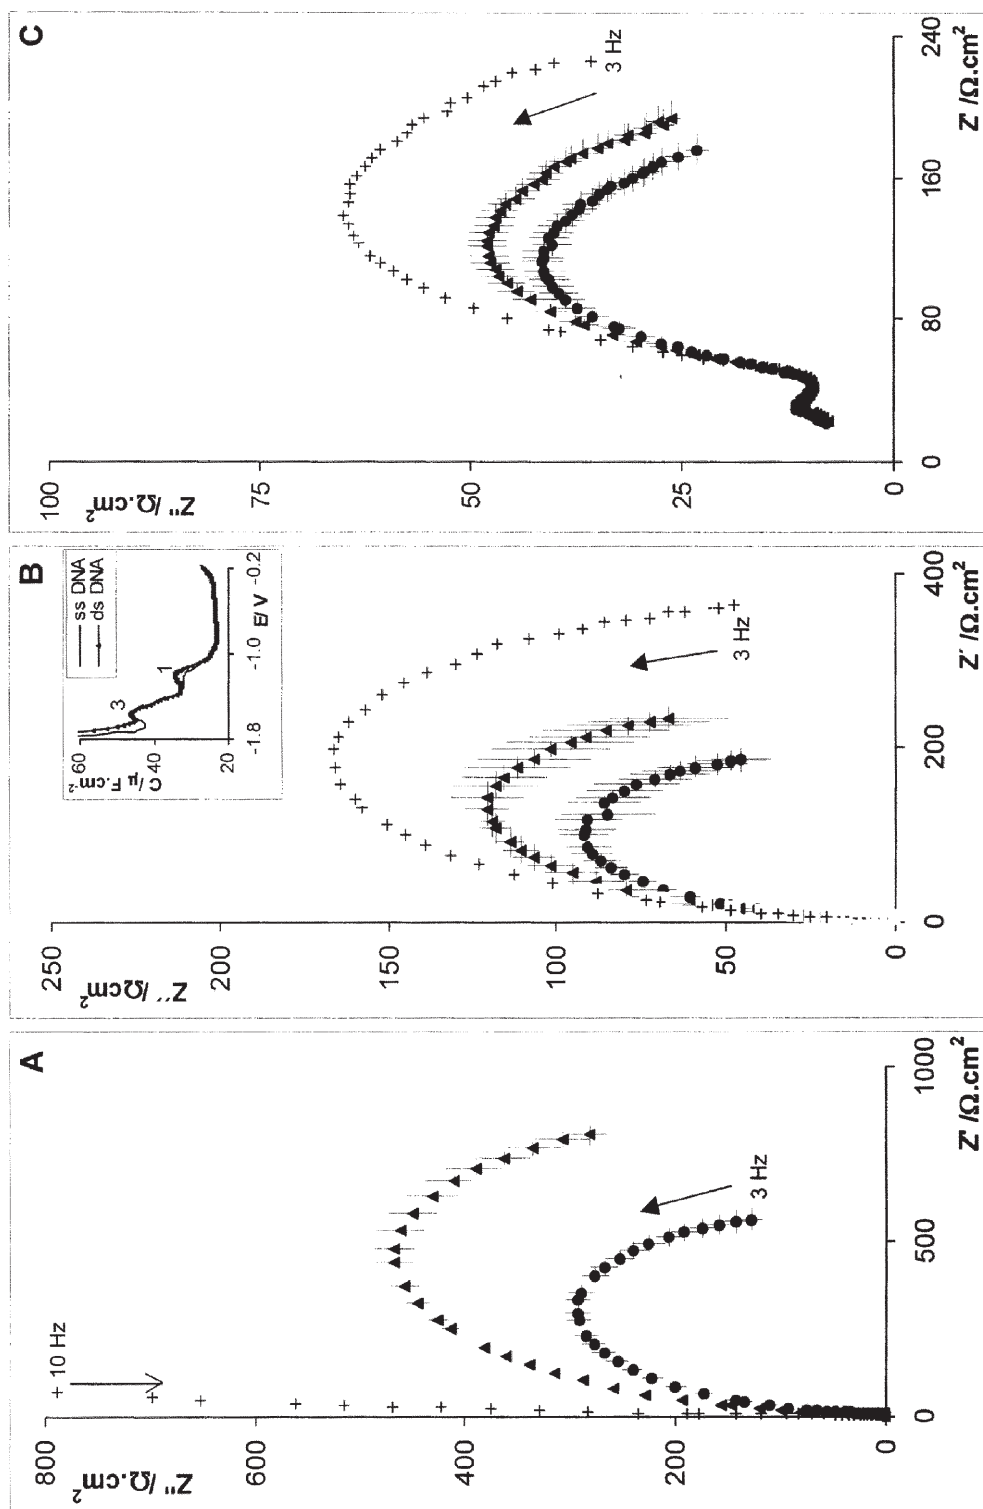 A
Z''/Ω.cm²
800
600
400
200
0
10 Hz
3 Hz
0
500
1000
Z'/Ω.cm²
B
Z´´/Ωcm²
250
200
150
100
50
0
3 Hz
0
200
400
Z´/Ω.cm²
ss DNA
ds DNA
C/μ F.cm²
60
40
20
3
1
-1.8
-1.0
-0.2
E/ V
C
Z''/Ω.cm²
100
75
50
25
0
3 Hz
0
80
160
240
Z'/Ω.cm²